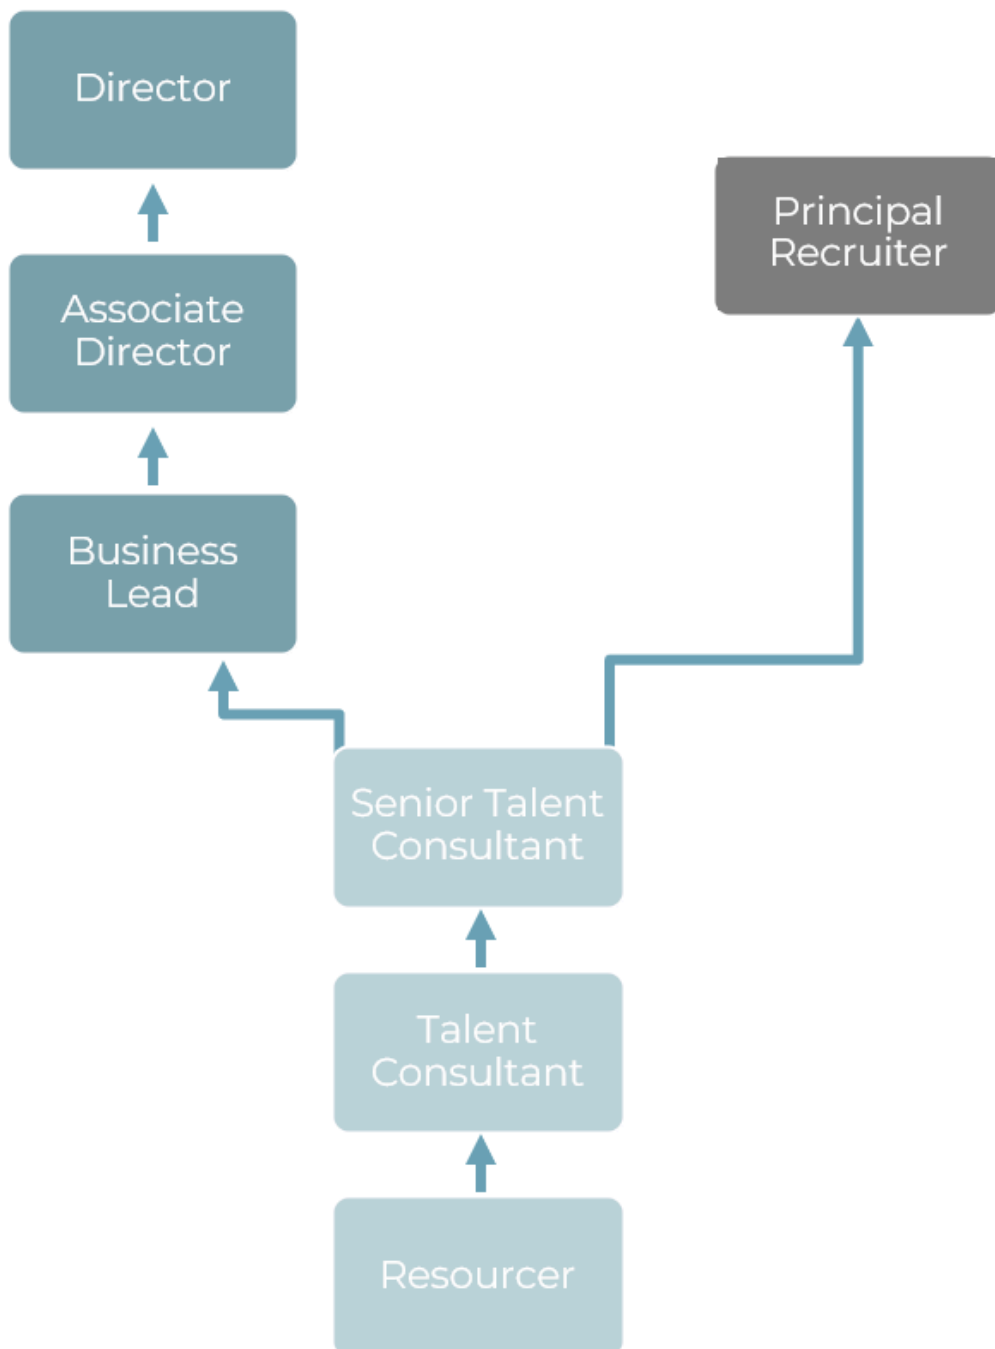 Director
Principal
Recruiter
Associate
Director
Business
Lead
Senior Talent
Consultant
Talent
Consultant
Resourcer